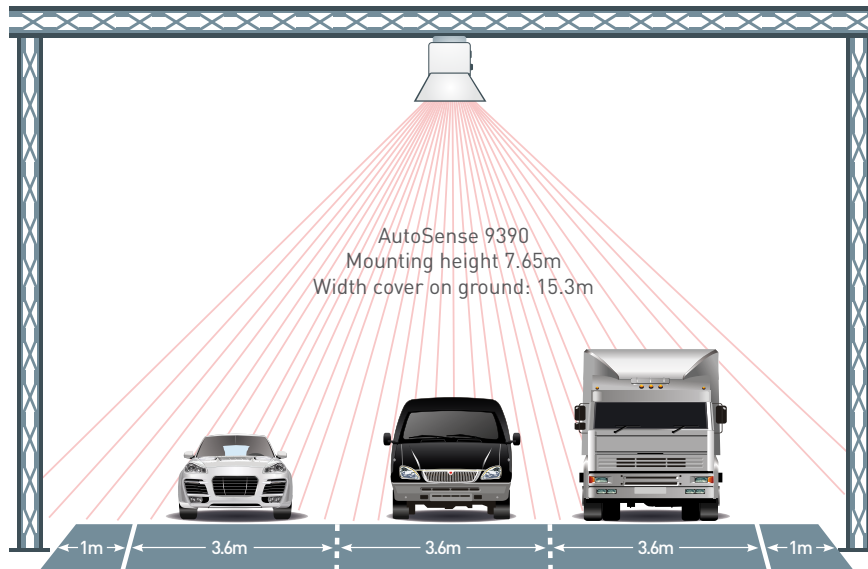 AutoSense 9390
Mounting height 7.65m
Width cover on ground: 15.3m
1m 3.6m 3.6m 3.6m 1m